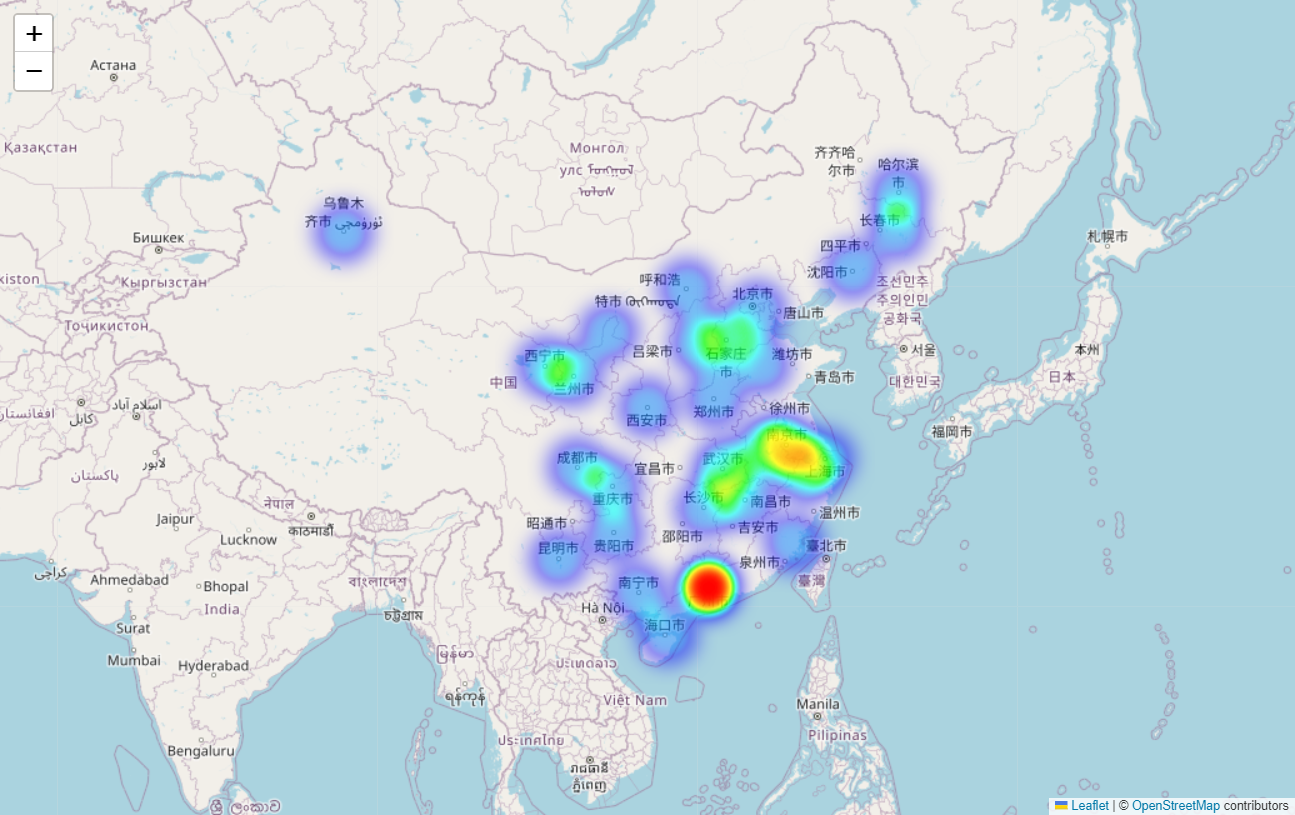 +
−
Астана
Қазақстан
Монгол
улс
齐齐哈
尔市
哈尔滨
市
长春市
四平市
沈阳市
乌鲁木
齐市 ئۈرۈمچى
Бишкек
Кыргызстан
Тоҷикистон
kiston
札幌市
呼和浩
特市
北京市
唐山市
조선민주
주의인민
공화국
서울
대한민국
本州
日本
福岡市
西宁市
兰州市
中国
吕梁市
石家庄
市
潍坊市
青岛市
西安市
郑州市
徐州市
南京市
上海市
افغانستان
کابل
اسلام آباد
لاہور
پاکستان
کراچی
成都市
重庆市
宜昌市
武汉市
长沙市
南昌市
温州市
昭通市
昆明市
贵阳市
邵阳市
吉安市
泉州市
臺北市
臺灣
नेपाल
काठमाडौं
Jaipur
Lucknow
Ahmedabad
Bhopal
India
বাংলাদেশ
চট্টগ্রাম
Surat
Mumbai
Hyderabad
Bengaluru
南宁市
海口市
Hà Nội
ປະເທດລາວ
Việt Nam
ประเทศไทย
မြန်မာ
ရန်ကုန်
រាជធានី
ភ្នំពេញ
Manila
Pilipinas
ශ්‍රී ලංකාව
Leaflet | © OpenStreetMap contributors